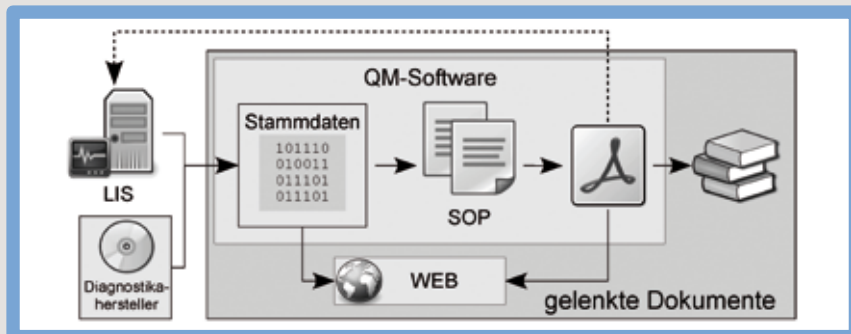 QM-Software
Stammdaten
101110
010011
011101
011101
LIS
SOP
Diagnostika-
hersteller
WEB
gelenkte Dokumente